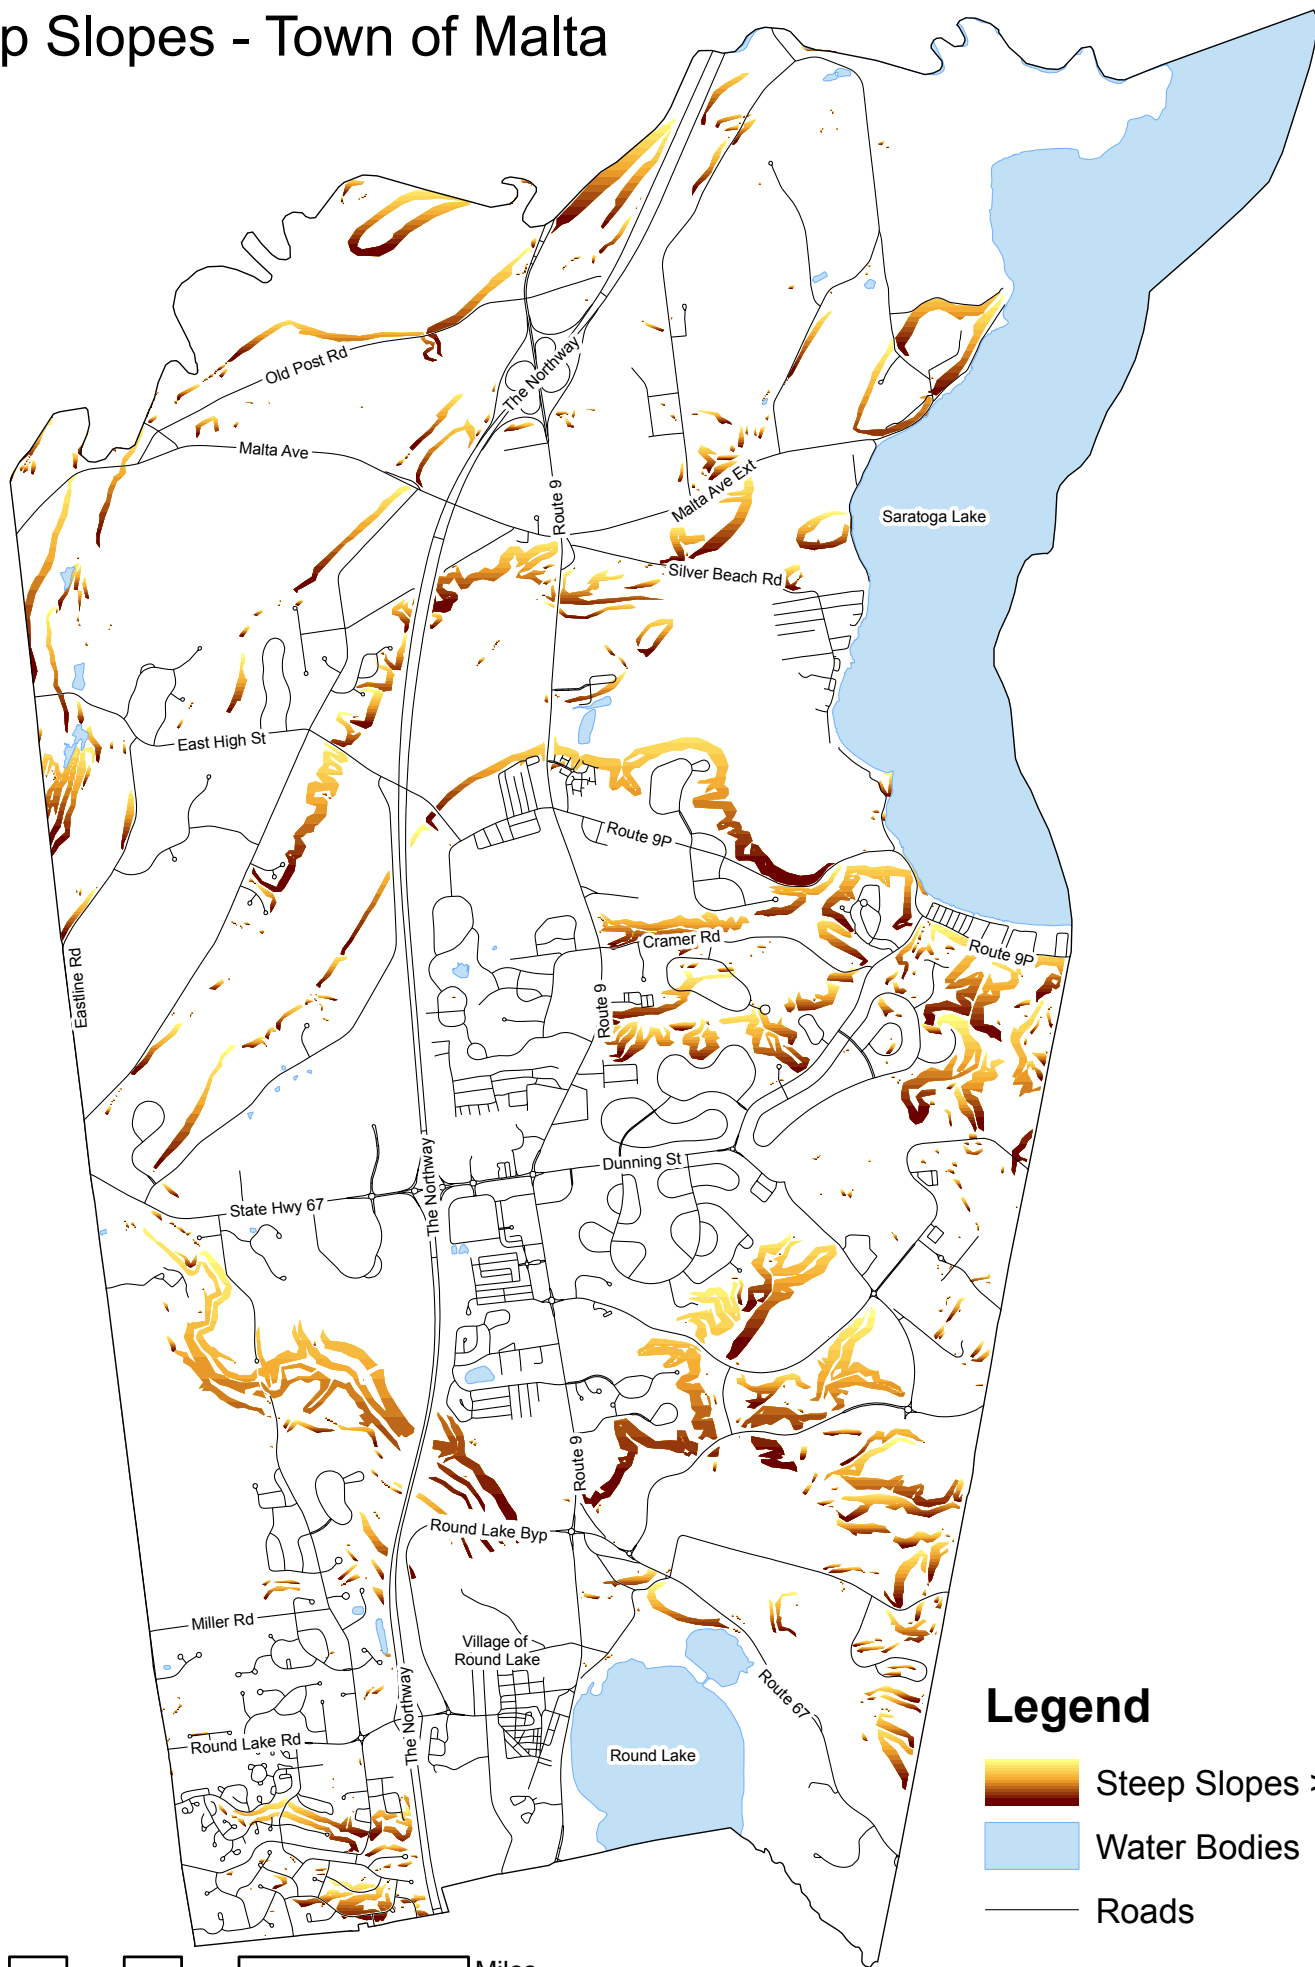 p Slopes - Town of Malta
Old Post Rd
The Northway
Malta Ave
Route 9
Malta Ave Ext
Saratoga Lake
Silver Beach Rd
East High St
Route 9P
Cramer Rd
Route 9P
Eastline Rd
Route 9
The Northway
Dunning St
State Hwy 67
Route 9
Round Lake Byp
Miller Rd
Village of
Round Lake
The Northway
Route 67
Round Lake Rd
Round Lake
Legend
Steep Slopes >
Water Bodies
Roads
Miles